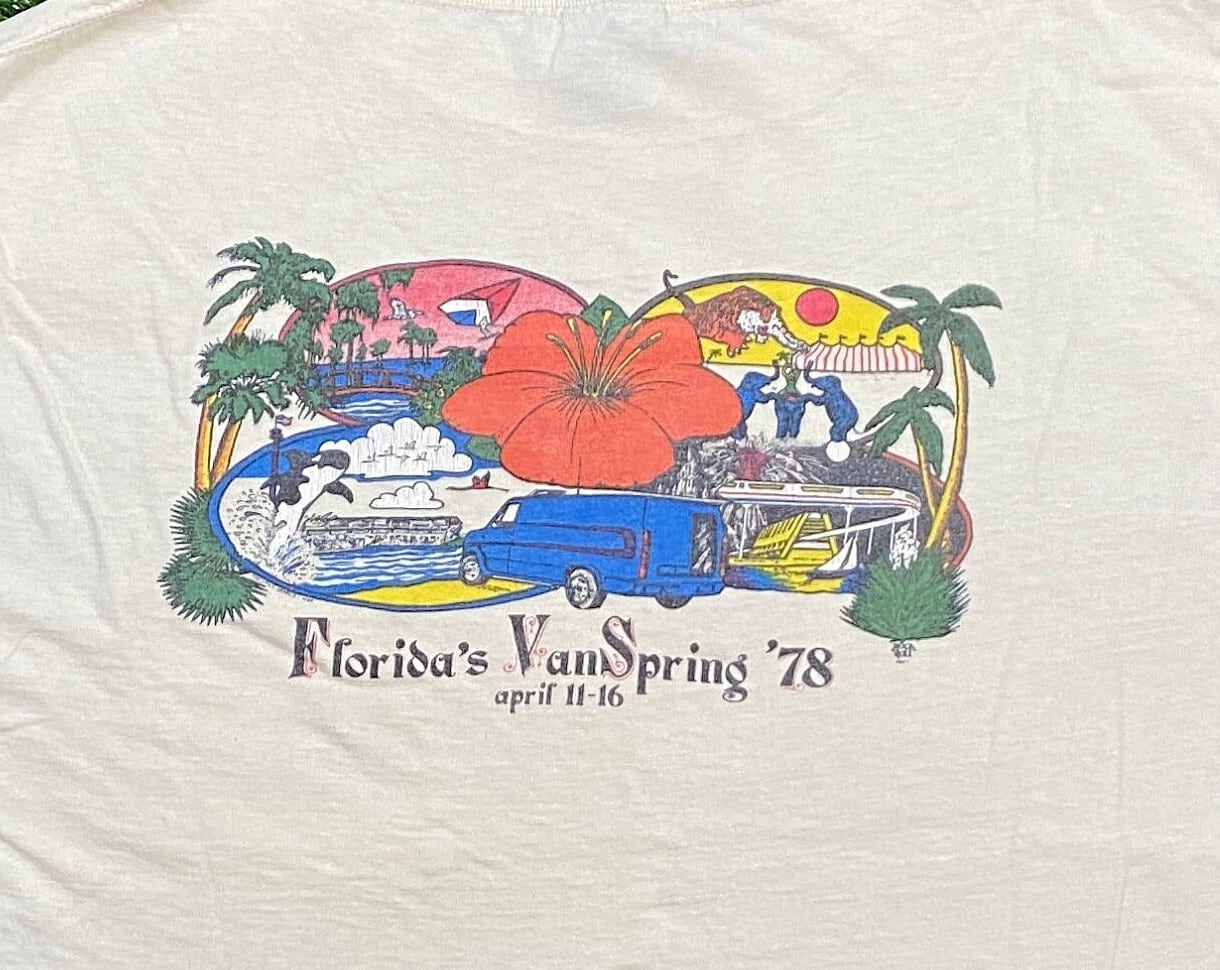 Florida's VanSpring '78
april 11-16